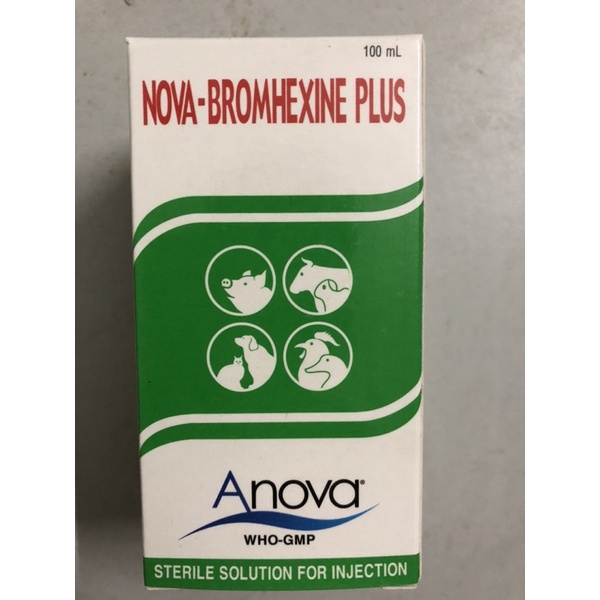 100 mL
NOVA-BROMHEXINE PLUS
Anova®
WHO-GMP
STERILE SOLUTION FOR INJECTION